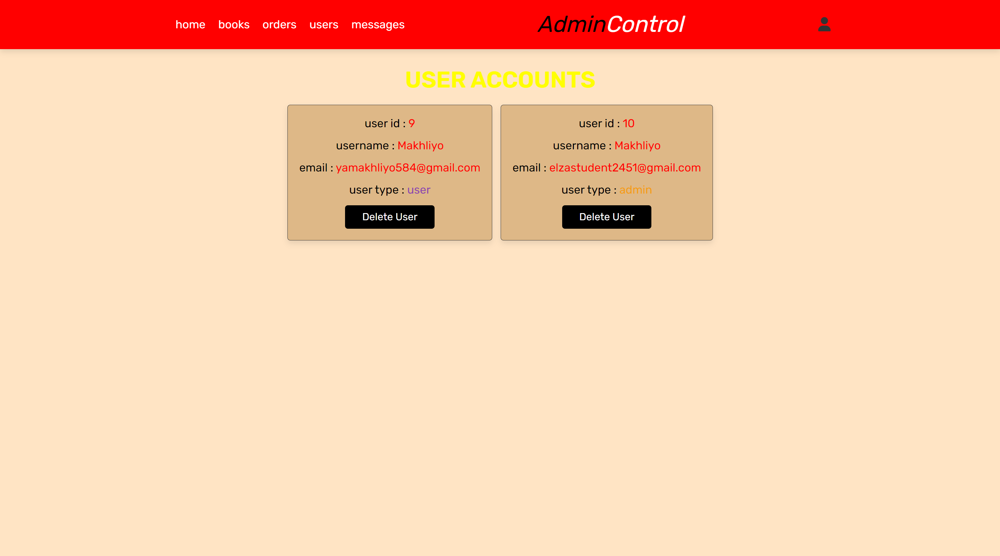 home books orders users messages
AdminControl
USER ACCOUNTS
user id : 9
username : Makhliyo
email : yamakhliyo584@gmail.com
user type : user
Delete User
user id : 10
username : Makhliyo
email : elzastudent2451@gmail.com
user type : admin
Delete User